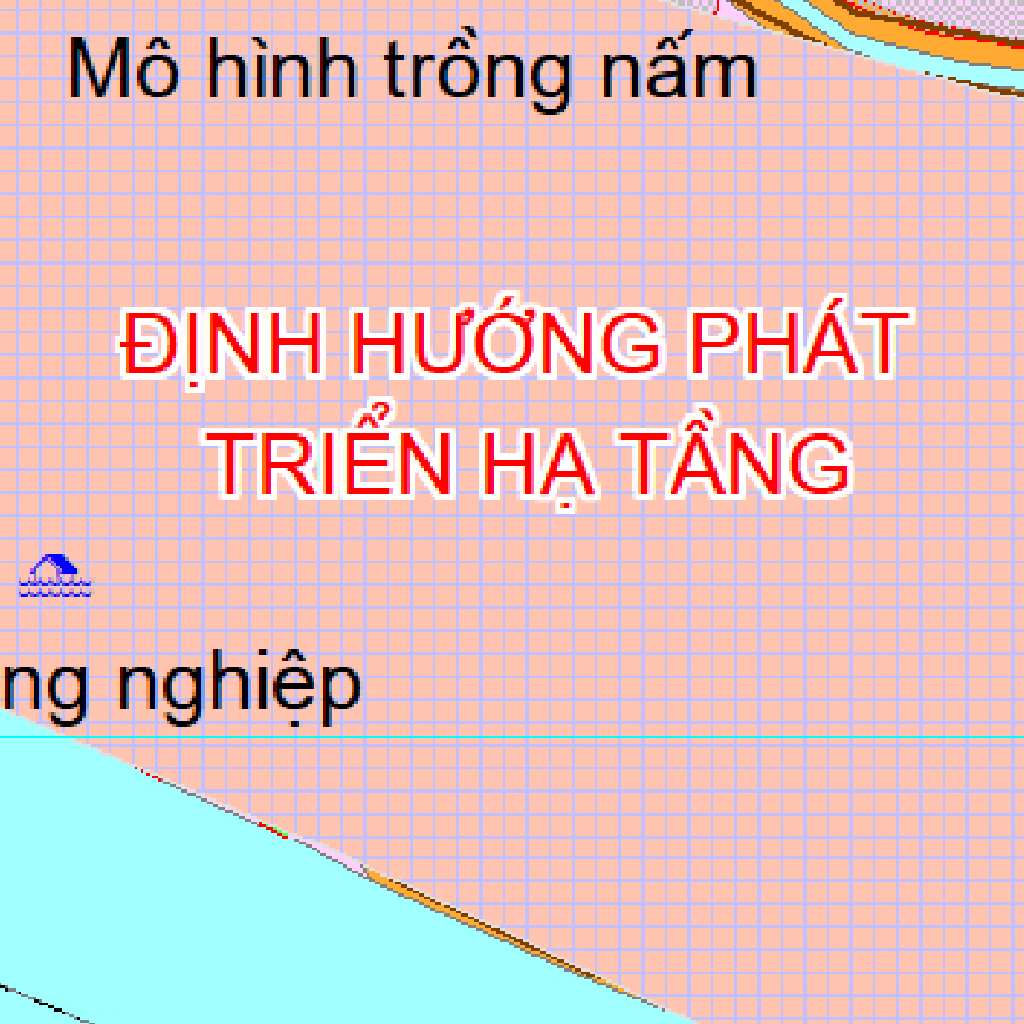 Mô hình trồng nấm
ĐỊNH HƯỚNG PHÁT
TRIỂN HẠ TẦNG
ng nghiệp